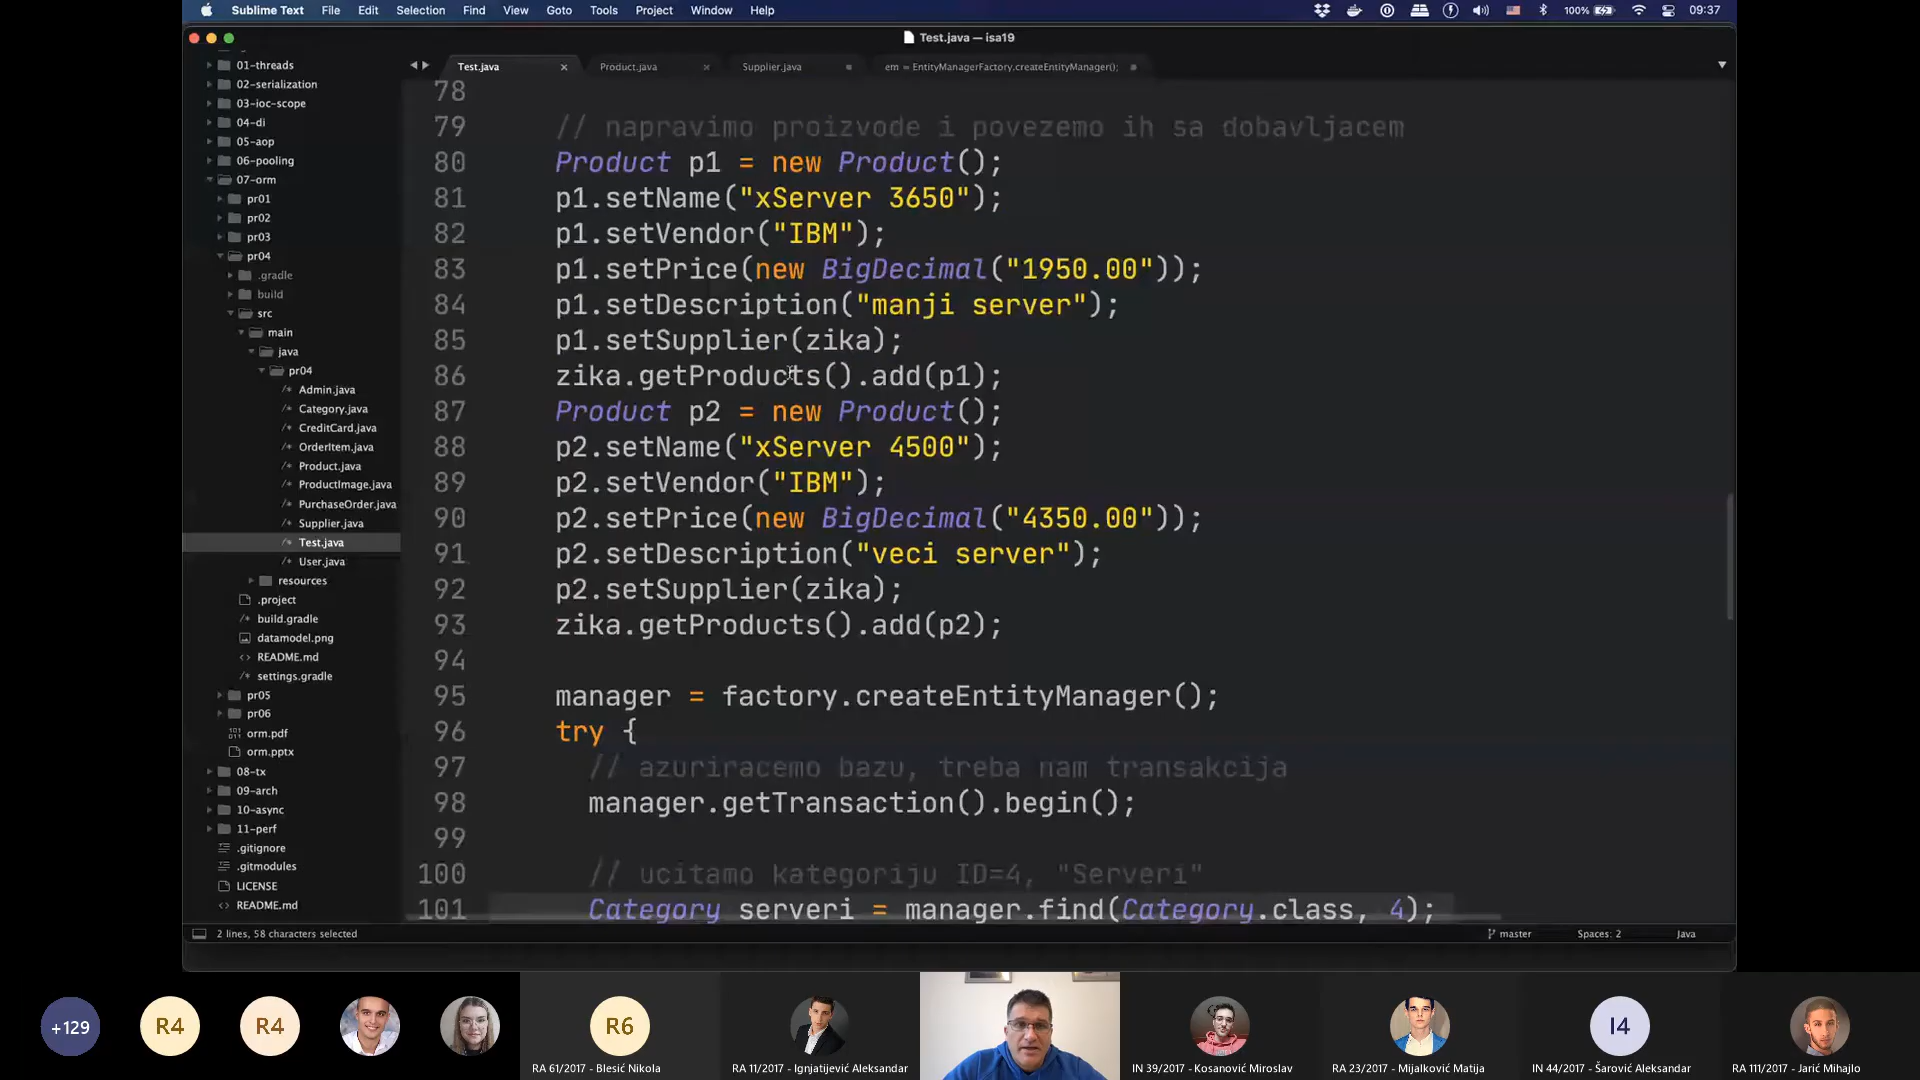 Sublime Text File Edit Selection Find View Goto Tools Project Window Help 100% 09:37
Test.java — isa19
Test.java Product.java Supplier.java em = EntityManagerFactory.createEntityManager();
01-threads
02-serialization
03-ioc-scope
04-di
05-aop
06-pooling
07-orm
pr01
pr02
pr03
pr04
.gradle
build
src
main
java
pr04
Admin.java
Category.java
CreditCard.java
OrderItem.java
Product.java
ProductImage.java
PurchaseOrder.java
Supplier.java
Test.java
User.java
resources
.project
build.gradle
datamodel.png
README.md
settings.gradle
pr05
pr06
orm.pdf
orm.pptx
08-tx
09-arch
10-async
11-perf
.gitignore
.gitmodules
LICENSE
README.md
78
79 // napravimo proizvode i povezemo ih sa dobavljacem
80 Product p1 = new Product();
81 p1.setName("xServer 3650");
82 p1.setVendor("IBM");
83 p1.setPrice(new BigDecimal("1950.00"));
84 p1.setDescription("manji server");
85 p1.setSupplier(zika);
86 zika.getProducts().add(p1);
87 Product p2 = new Product();
88 p2.setName("xServer 4500");
89 p2.setVendor("IBM");
90 p2.setPrice(new BigDecimal("4350.00"));
91 p2.setDescription("veci server");
92 p2.setSupplier(zika);
93 zika.getProducts().add(p2);
94
95 manager = factory.createEntityManager();
96 try {
97 // azuriracemo bazu, treba nam transakcija
98 manager.getTransaction().begin();
99
100 // ucitamo kategoriju ID=4, "Serveri"
101 Category serveri = manager.find(Category.class, 4);
2 lines, 58 characters selected master Spaces: 2 Java
+129 R4 R4 R6 I4
RA 61/2017 - Blesić Nikola RA 11/2017 - Ignjatijević Aleksandar IN 39/2017 - Kosanović Miroslav RA 23/2017 - Mijalković Matija IN 44/2017 - Šarović Aleksandar RA 111/2017 - Jarić Mihajlo